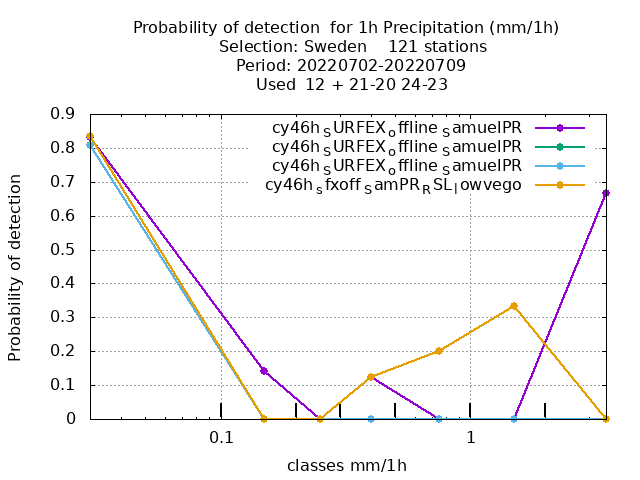 Probability of detection  for 1h Precipitation (mm/1h)
Selection: Sweden    121 stations
Period: 20220702-20220709
Used  12 + 21-20 24-23
cy46h_SURFEX_offline_SamuelPR
cy46h_SURFEX_offline_SamuelPR
cy46h_SURFEX_offline_SamuelPR
cy46h_sfxoff_SamPR_RSL_lowvego
Probability of detection
0.9
0.8
0.7
0.6
0.5
0.4
0.3
0.2
0.1
0
0.1 1
classes mm/1h